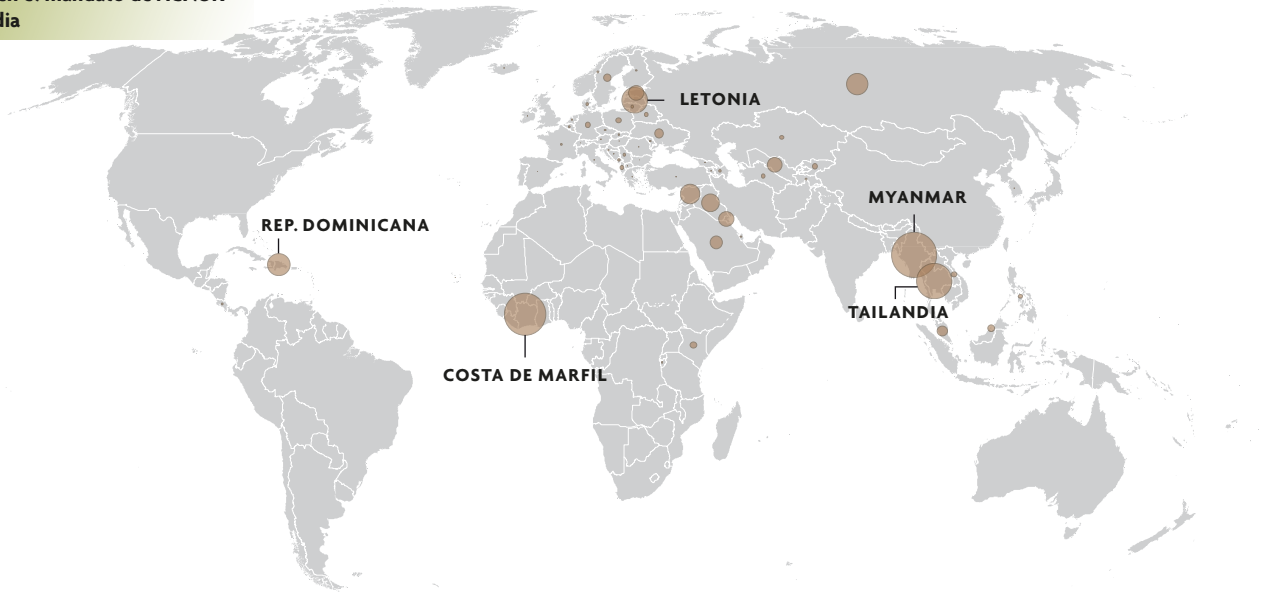 dia
LETONIA
MYANMAR
REP. DOMINICANA
TAILANDIA
COSTA DE MARFIL